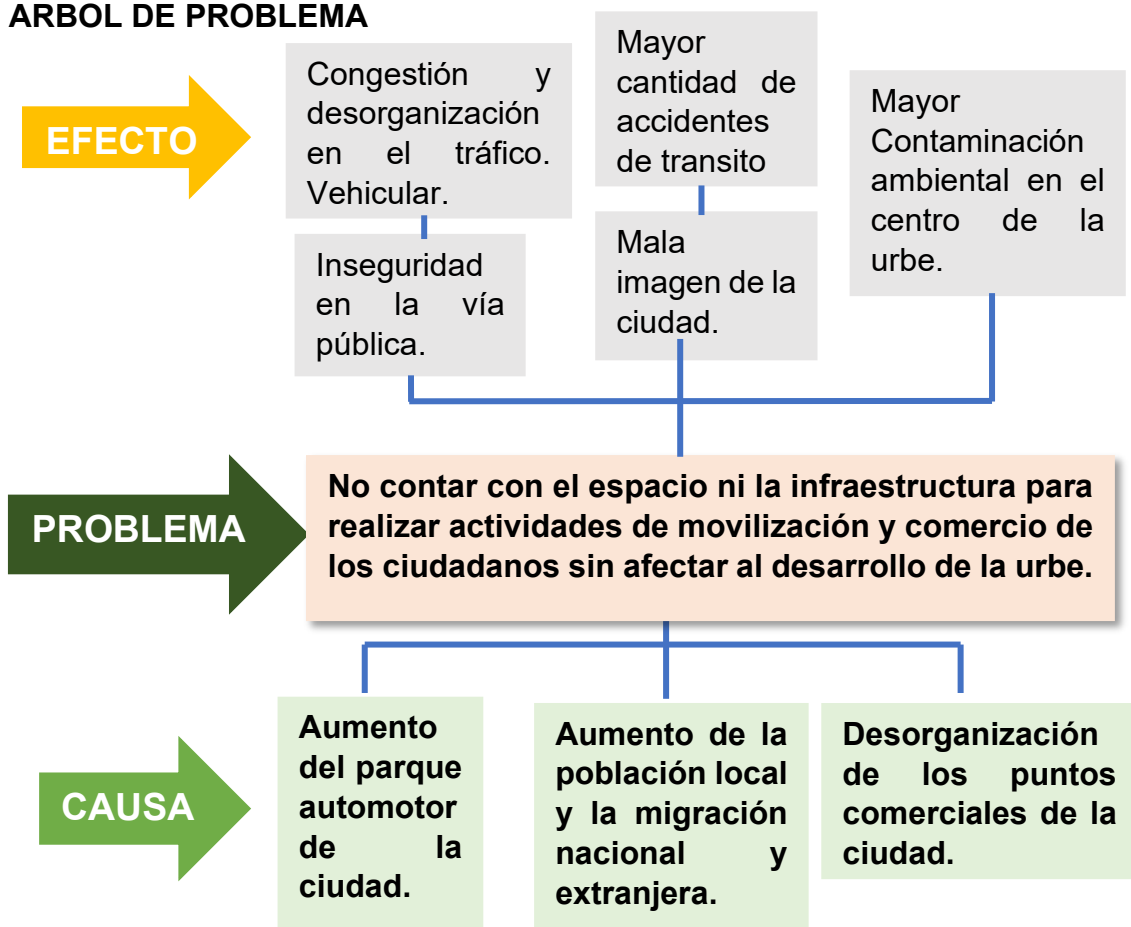 ARBOL DE PROBLEMA
EFECTO
Congestión y
desorganización
en el tráfico.
Vehicular.
Mayor
cantidad de
accidentes
de transito
Mayor
Contaminación
ambiental en el
centro de la
urbe.
Inseguridad
en la vía
pública.
Mala
imagen de la
ciudad.
PROBLEMA
No contar con el espacio ni la infraestructura para
realizar actividades de movilización y comercio de
los ciudadanos sin afectar al desarrollo de la urbe.
CAUSA
Aumento
del parque
automotor
de la
ciudad.
Aumento de la
población local
y la migración
nacional y
extranjera.
Desorganización
de los puntos
comerciales de la
ciudad.